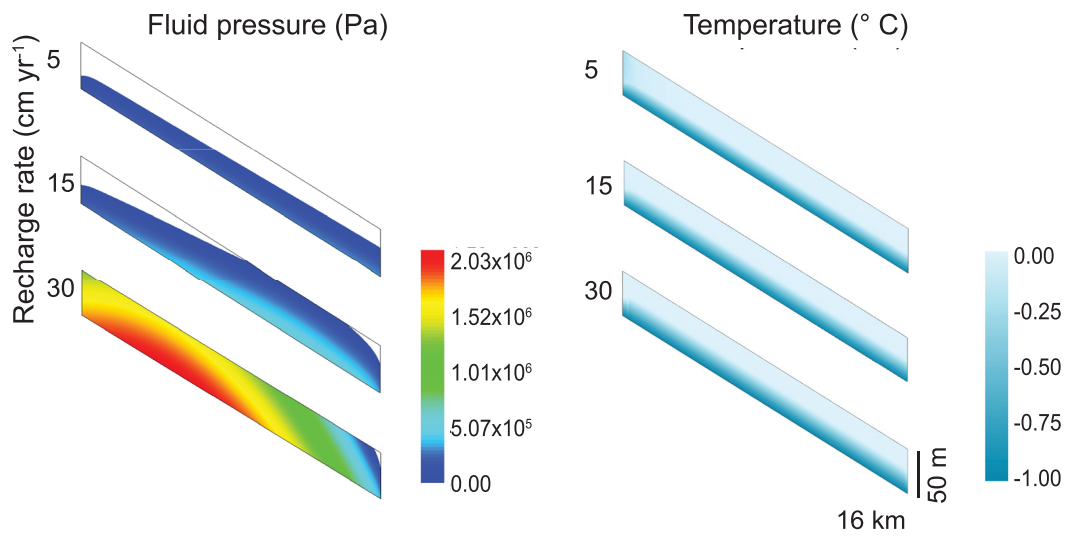 Fluid pressure (Pa)
Temperature (° C)
Recharge rate (cm yr⁻¹)
5
15
30
2.03x10⁶
1.52x10⁶
1.01x10⁶
5.07x10⁵
0.00
5
15
30
0.00
-0.25
-0.50
-0.75
-1.00
50 m
16 km